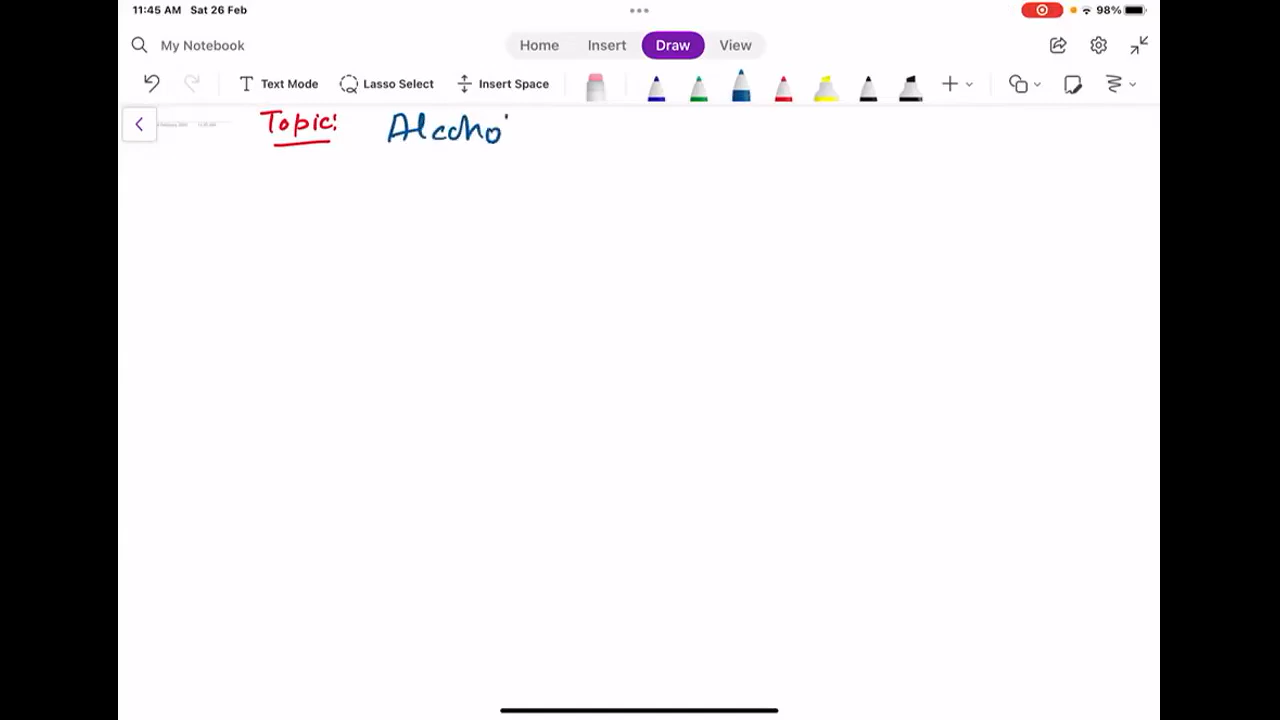 11:45 AM Sat 26 Feb 98%
My Notebook Home Insert Draw View
Text Mode Lasso Select Insert Space
Topic: Alcoho